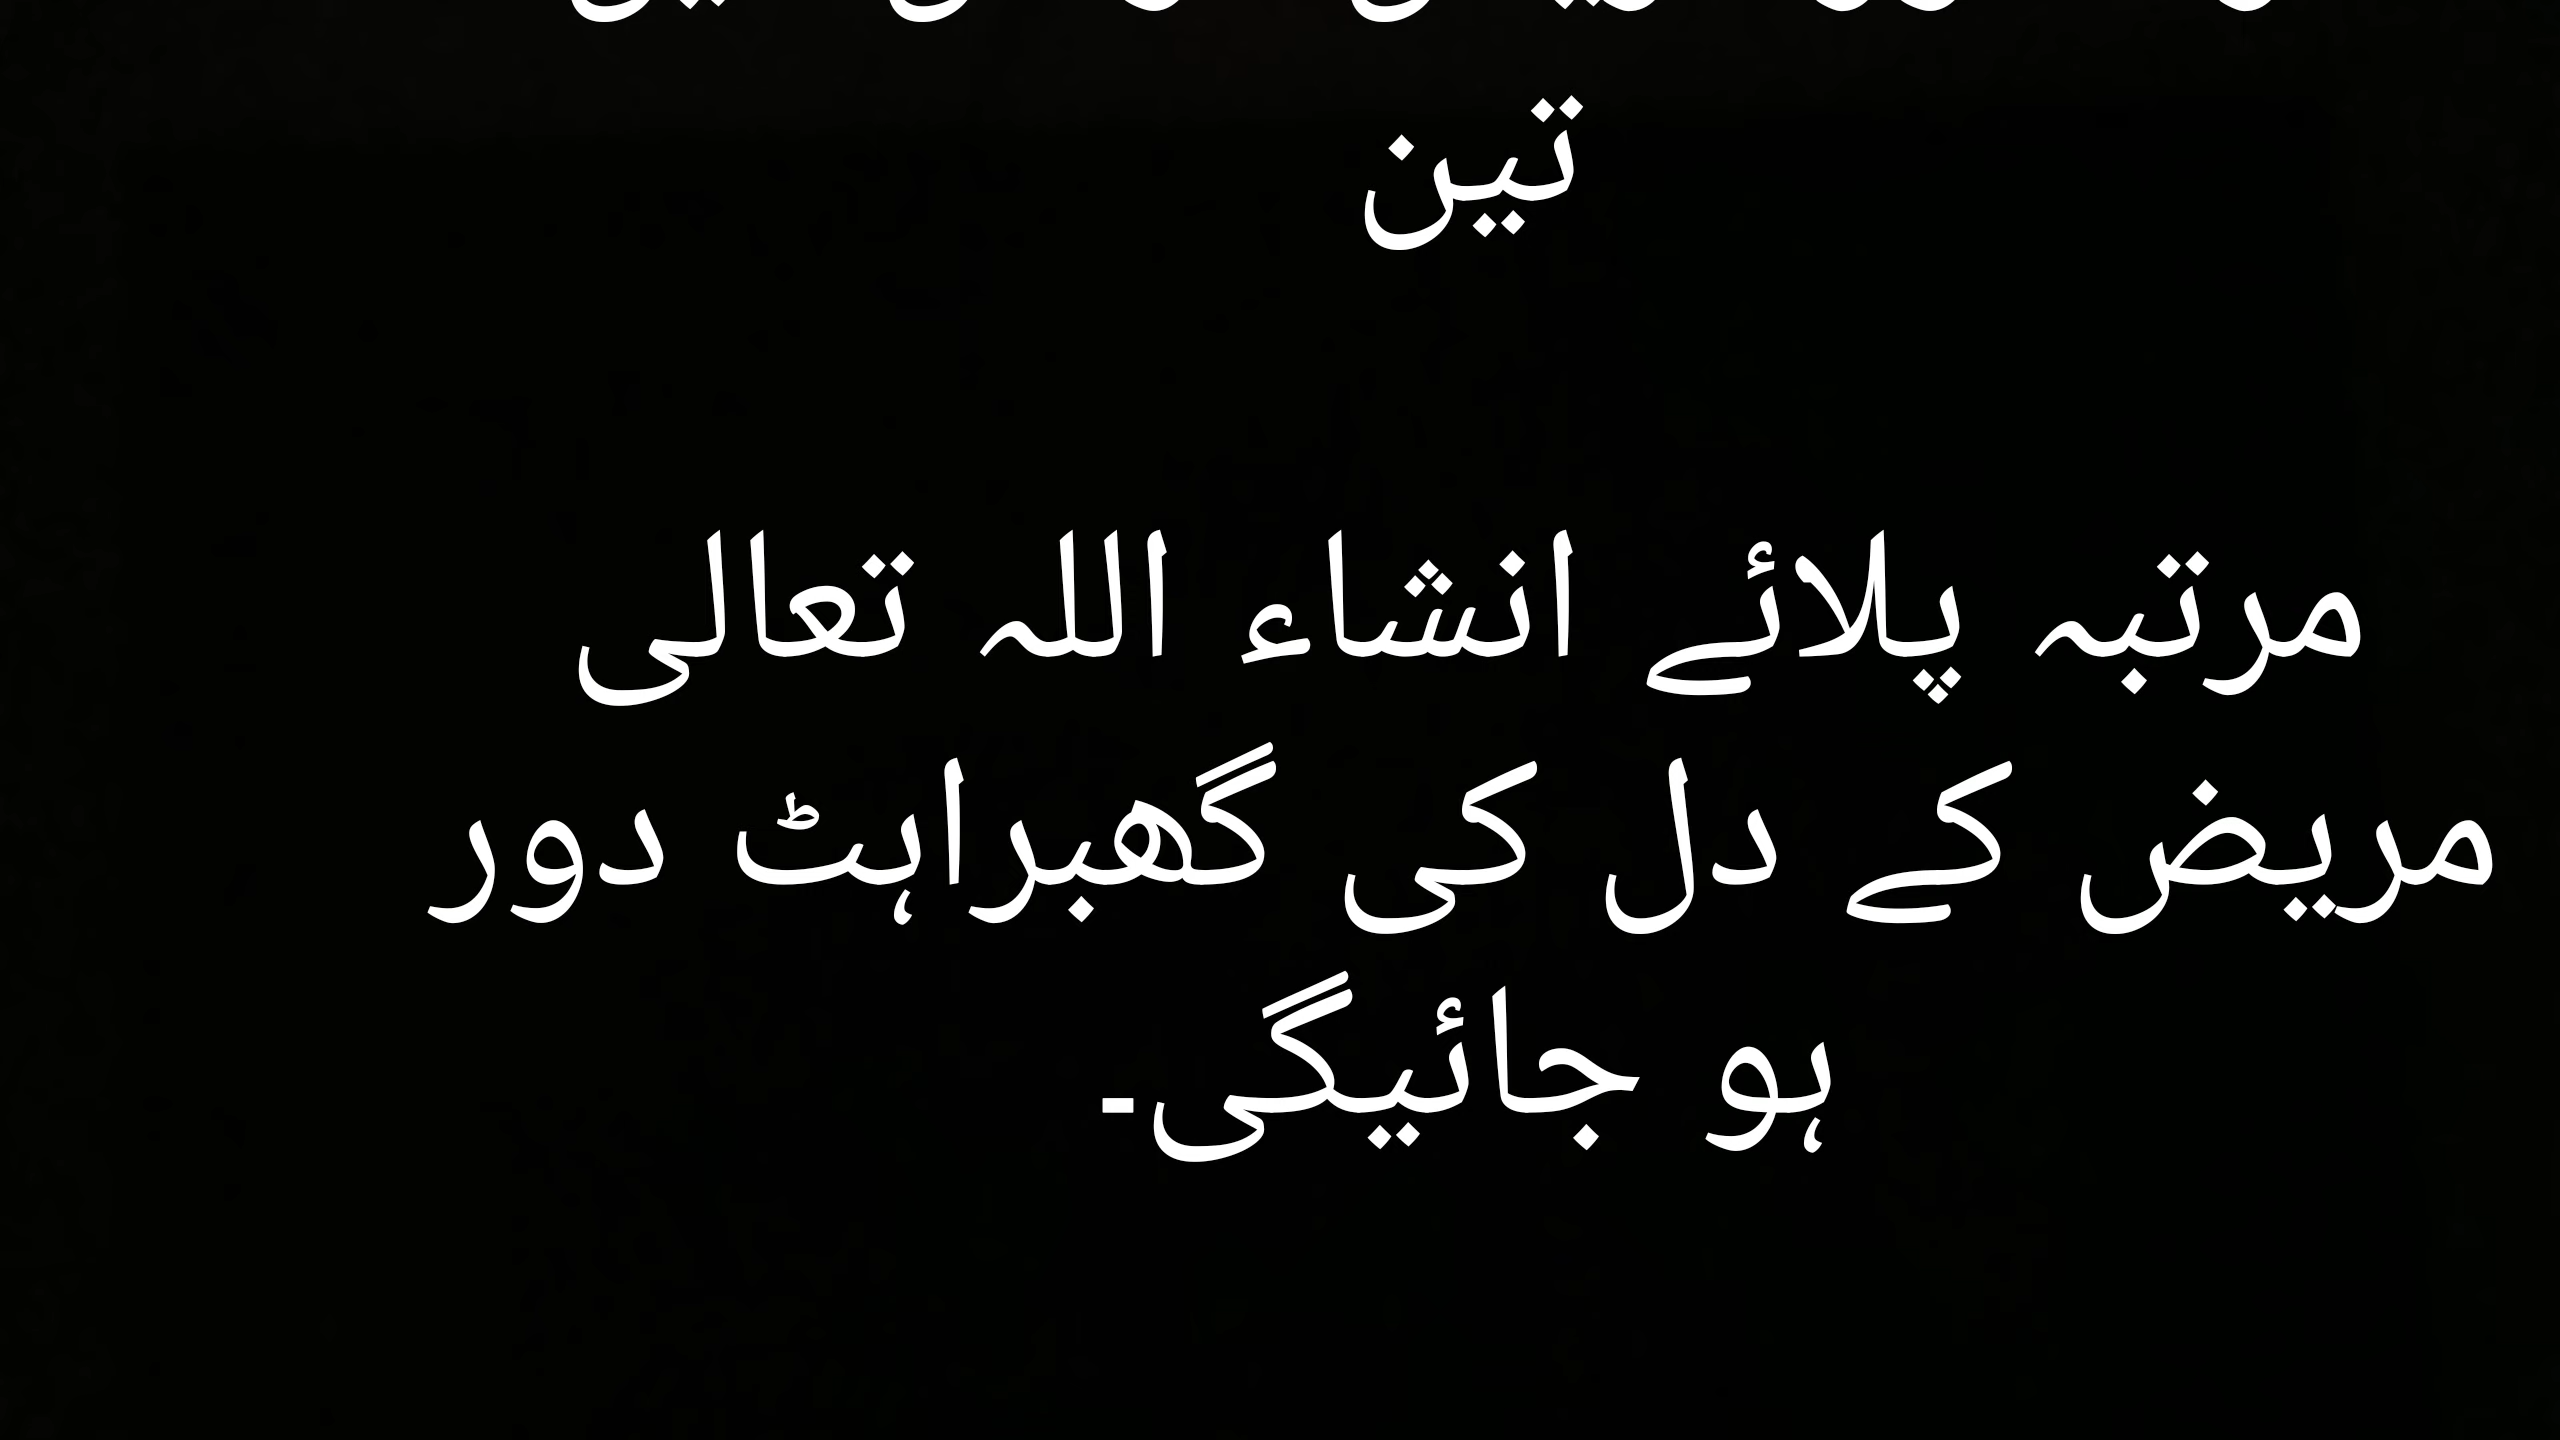 تین
مرتبہ پلائے انشاء اللہ تعالی
مریض کے دل کی گھبراہٹ دور
ہو جائیگی۔